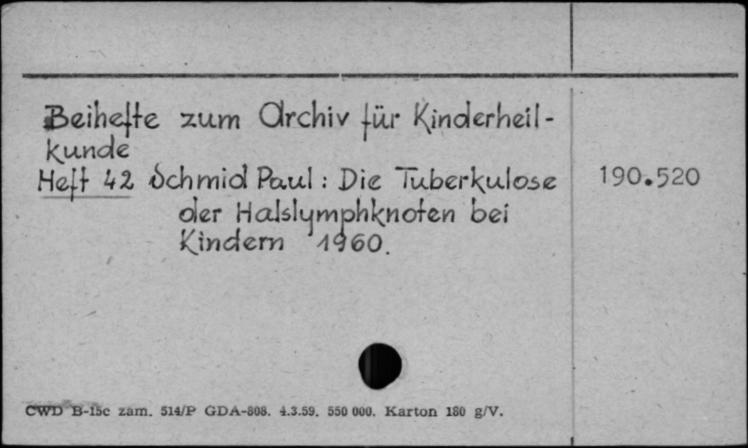 Beihefte zum Archiv für Kinderheil-
kunde
Heft 42 Schmid Paul: Die Tuberkulose 190.520
der Halslymphknoten bei
Kindern 1960.
CWD B-15c zam. 514/P GDA-808. 4.3.59. 550 000. Karton 180 g/V.